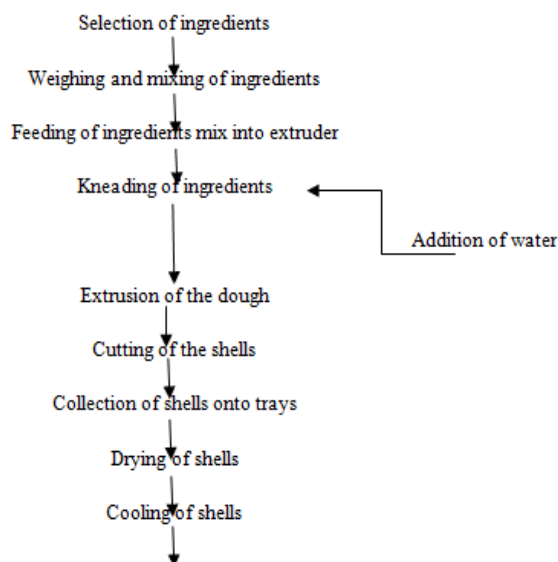 Selection of ingredients
Weighing and mixing of ingredients
Feeding of ingredients mix into extruder
Kneading of ingredients
Addition of water
Extrusion of the dough
Cutting of the shells
Collection of shells onto trays
Drying of shells
Cooling of shells